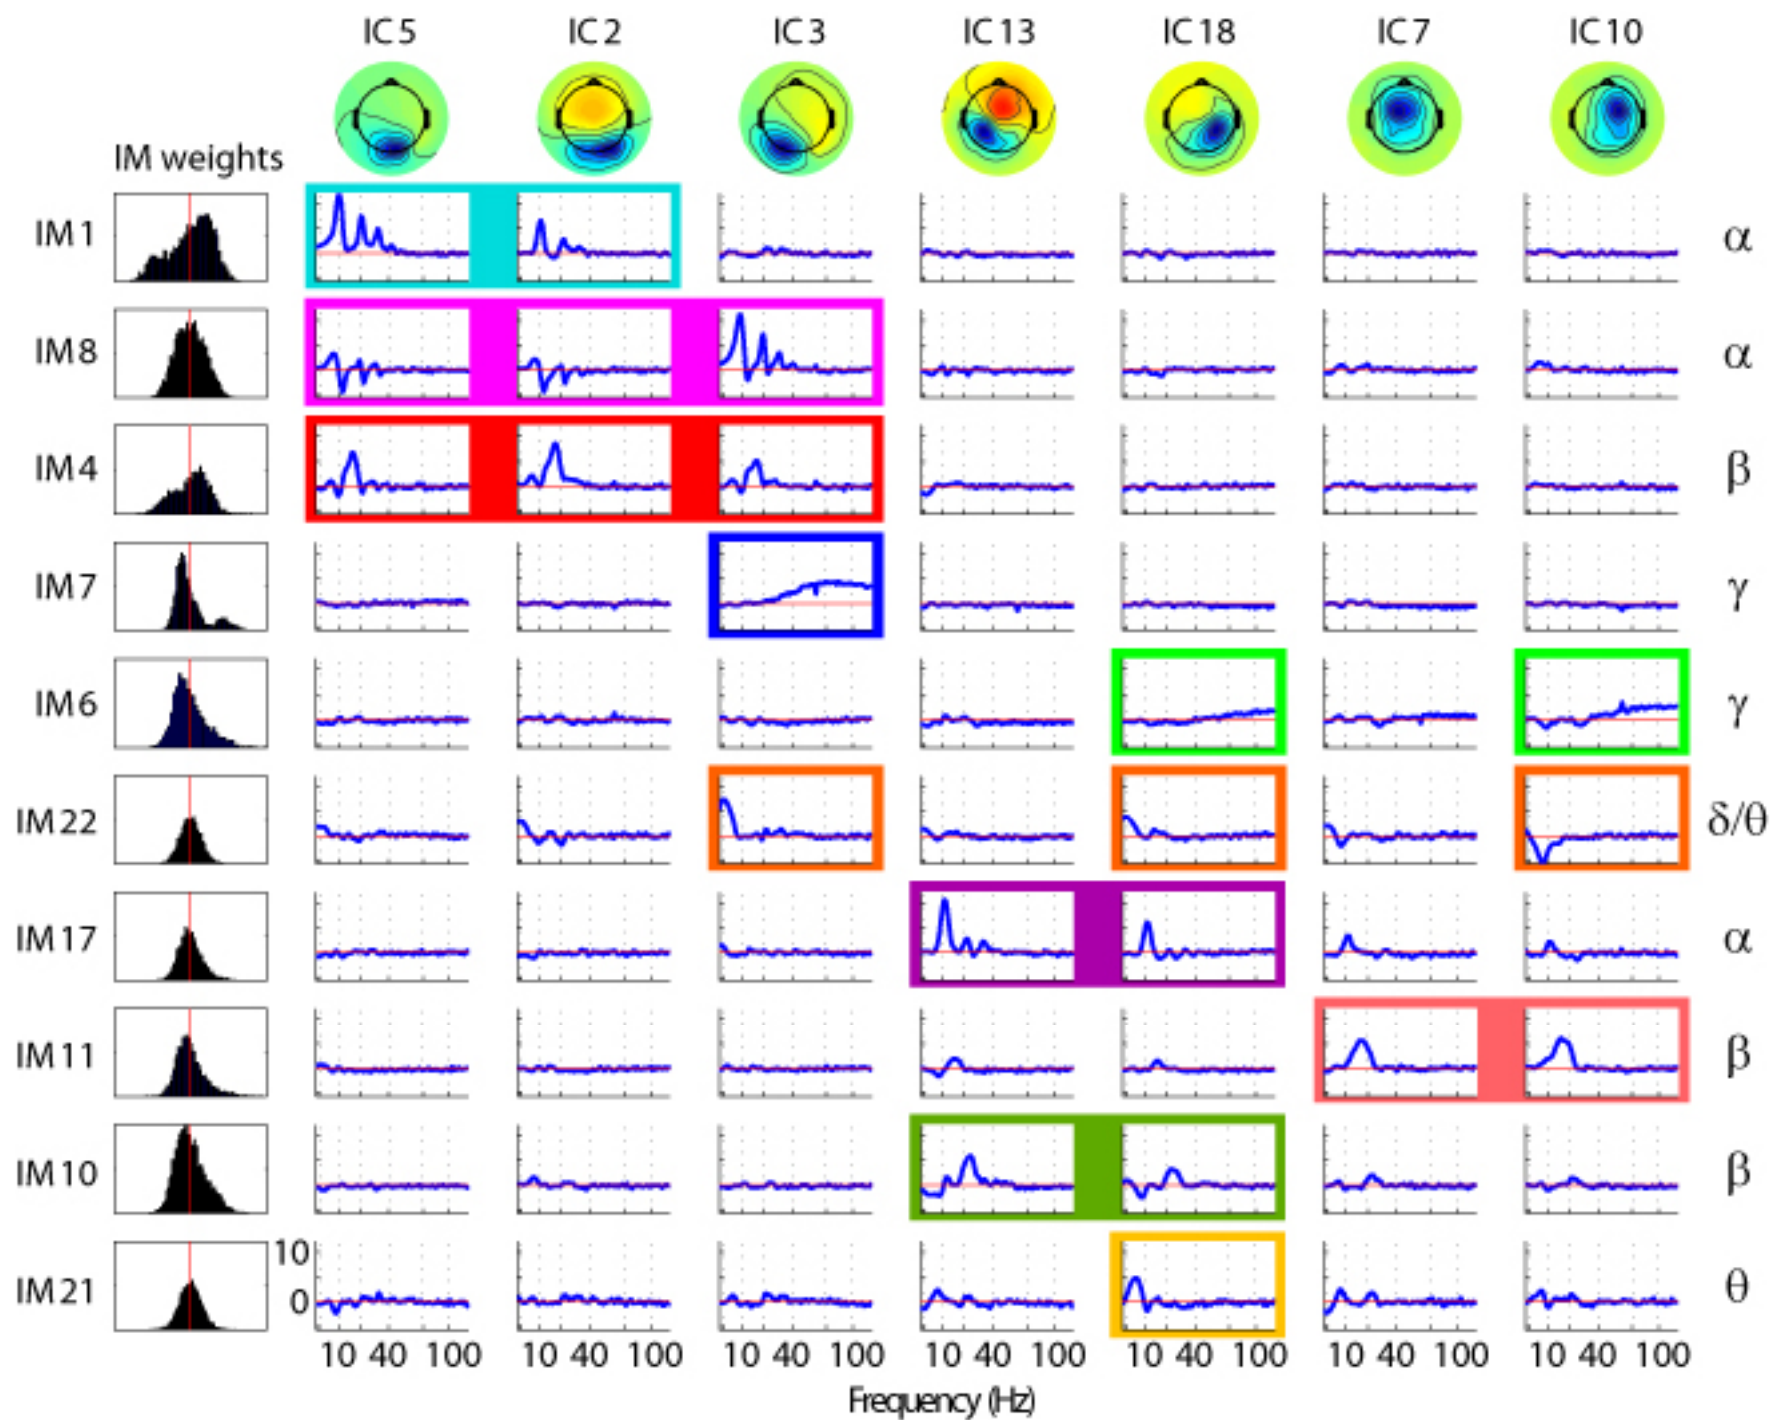 IC5 IC2 IC3 IC13 IC18 IC7 IC10
IM weights
IM1 α
IM8 α
IM4 β
IM7 γ
IM6 γ
IM22 δ/θ
IM17 α
IM11 β
IM10 β
10
IM21 0 θ
10 40 100 10 40 100 10 40 100 10 40 100 10 40 100 10 40 100 10 40 100
Frequency (Hz)